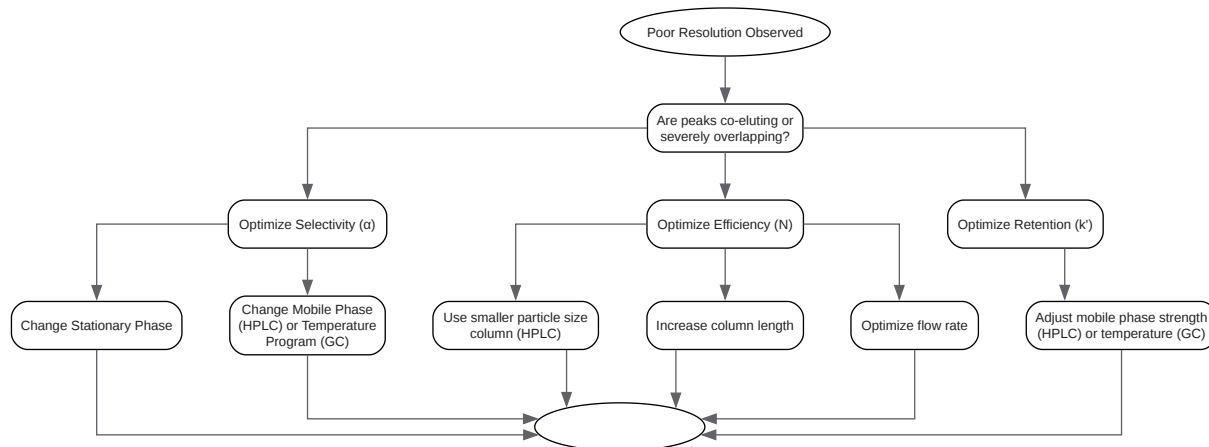 Poor Resolution Observed
Are peaks co-eluting or
severely overlapping?
Optimize Selectivity (α)
Optimize Efficiency (N)
Optimize Retention (k')
Change Stationary Phase
Change Mobile Phase
(HPLC) or Temperature
Program (GC)
Use smaller particle size
column (HPLC)
Increase column length
Optimize flow rate
Adjust mobile phase strength
(HPLC) or temperature (GC)